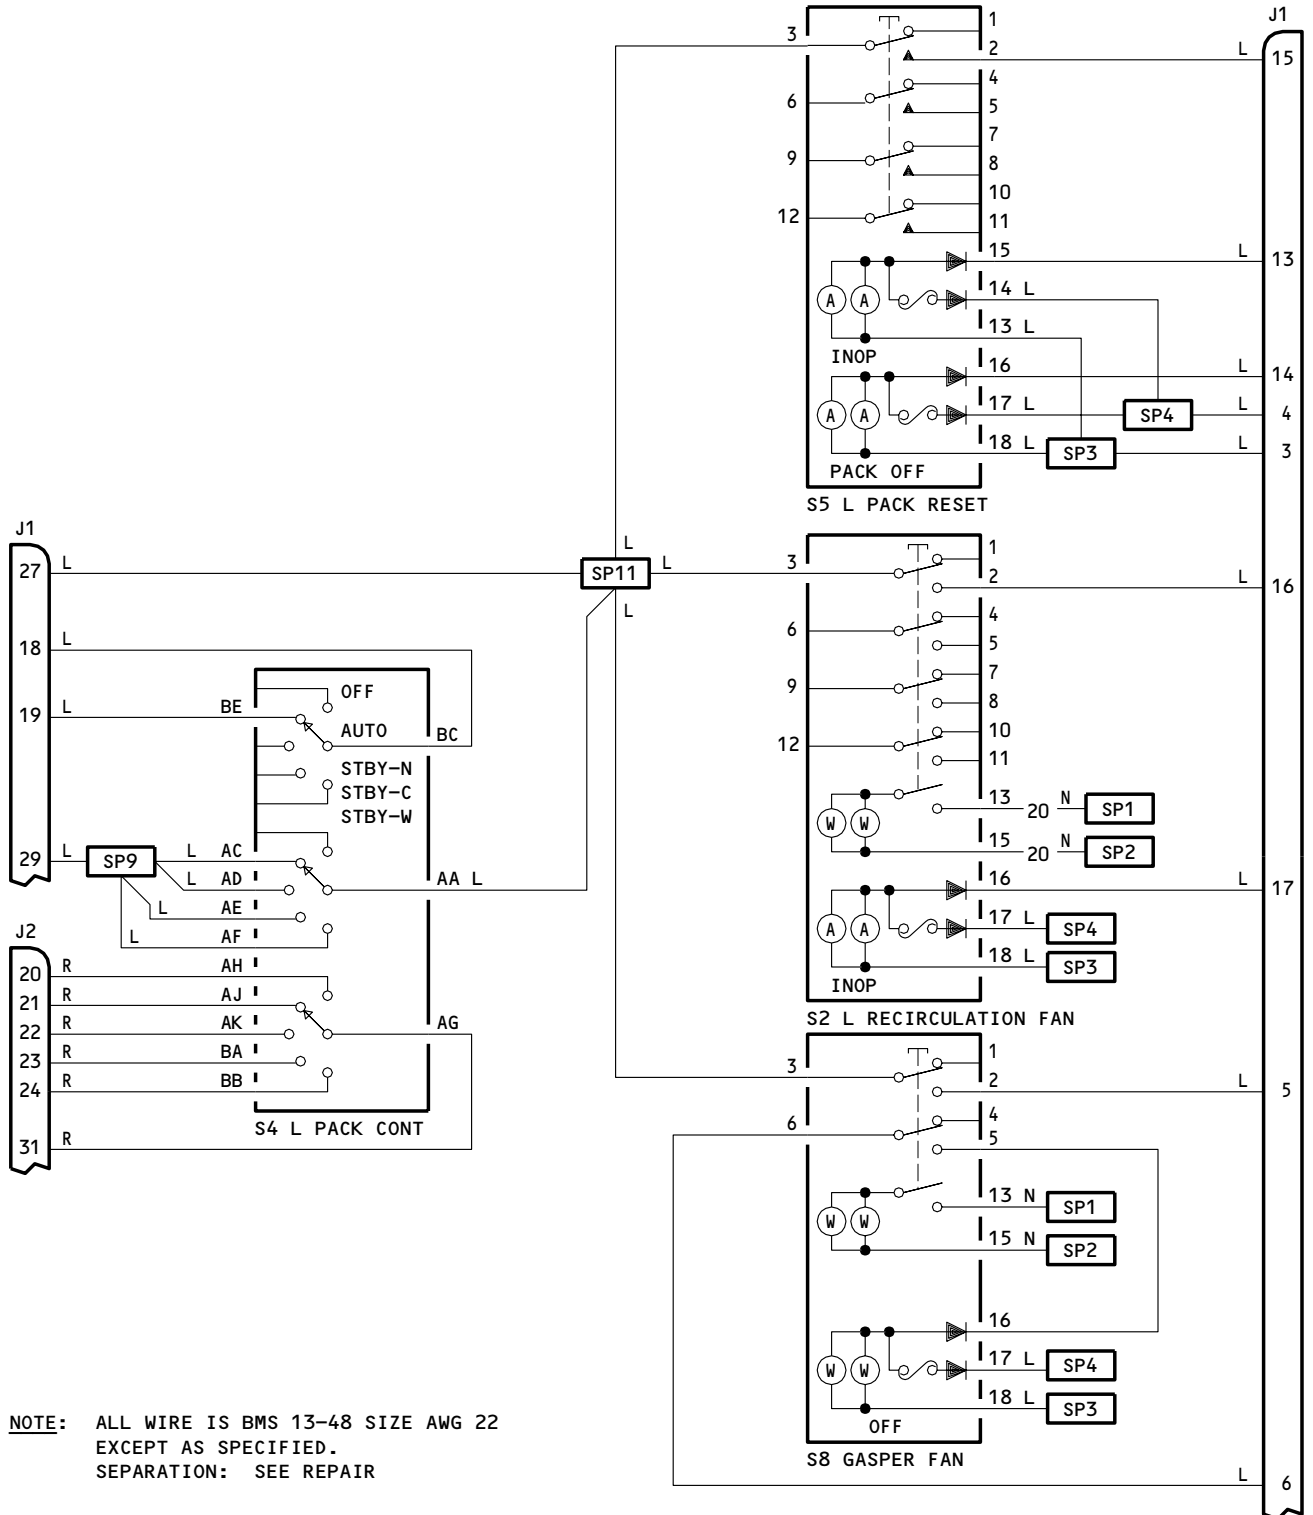 J1
3
1
2
L
15
6
4
5
9
7
8
12
10
11
15
L
13
A
A
14 L
13 L
INOP
16
L
14
A
A
17 L
SP4
L
4
18 L
SP3
L
3
PACK OFF
S5 L PACK RESET
J1
27
L
L
SP11
L
L
3
1
2
L
16
18
L
6
4
5
19
L
BE
OFF
AUTO
BC
STBY-N
STBY-C
STBY-W
9
7
8
12
10
11
W
W
13
20
N
SP1
15
20
N
SP2
29
L
SP9
L
AC
L
AD
AA L
L
AE
L
AF
16
L
17
A
A
17 L
SP4
18 L
SP3
INOP
S2 L RECIRCULATION FAN
J2
20
R
AH
21
R
AJ
22
R
AK
AG
23
R
BA
24
R
BB
31
R
S4 L PACK CONT
3
1
2
L
5
6
4
5
W
W
13 N
SP1
15 N
SP2
16
W
W
17 L
SP4
18 L
SP3
OFF
S8 GASPER FAN
L
6
NOTE: ALL WIRE IS BMS 13-48 SIZE AWG 22
EXCEPT AS SPECIFIED.
SEPARATION: SEE REPAIR